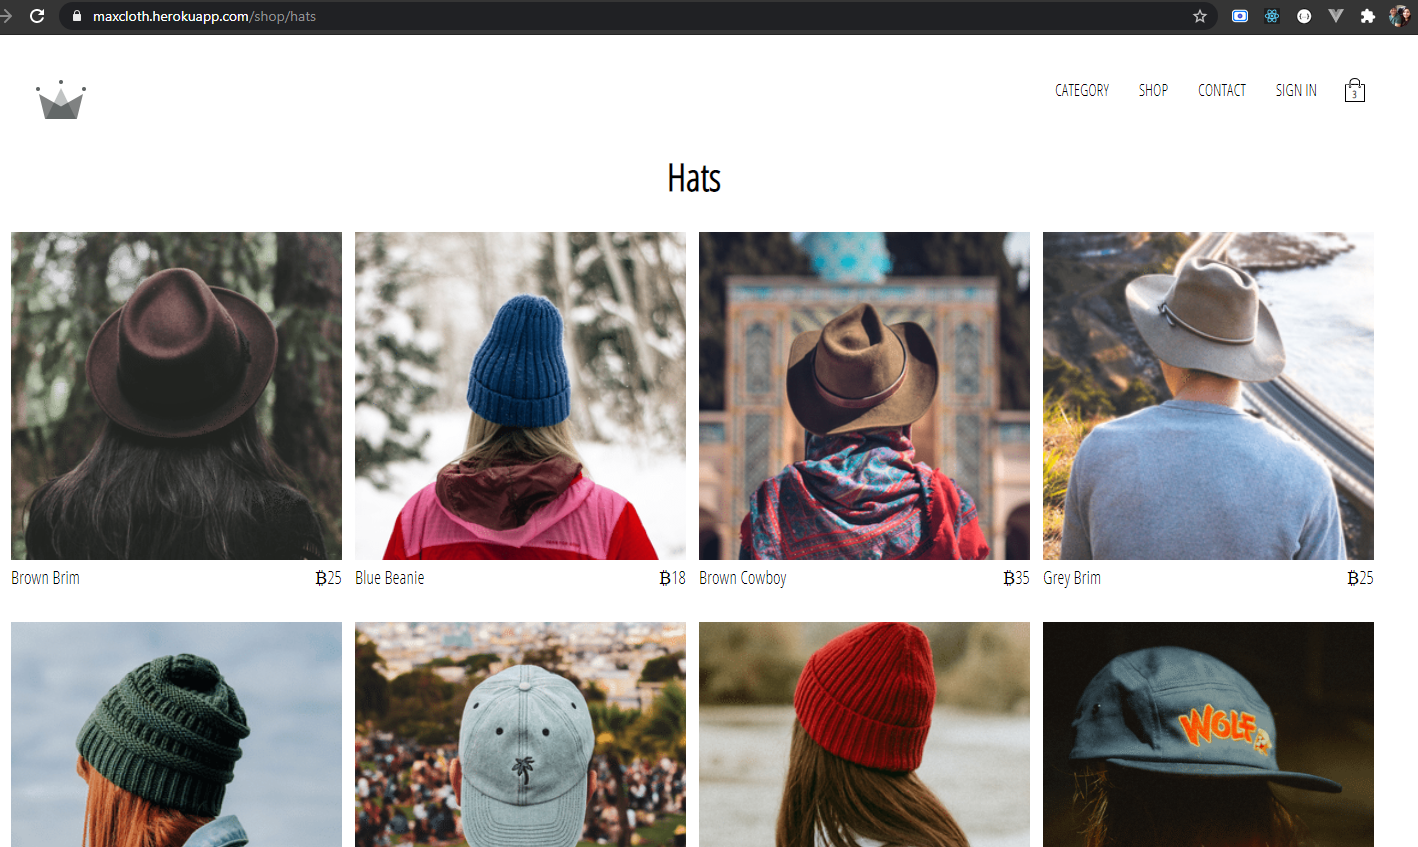 maxcloth.herokuapp.com/shop/hats
CATEGORY SHOP CONTACT SIGN IN 3
Hats
Brown Brim ₿25 Blue Beanie ₿18 Brown Cowboy ₿35 Grey Brim ₿25
WOLF